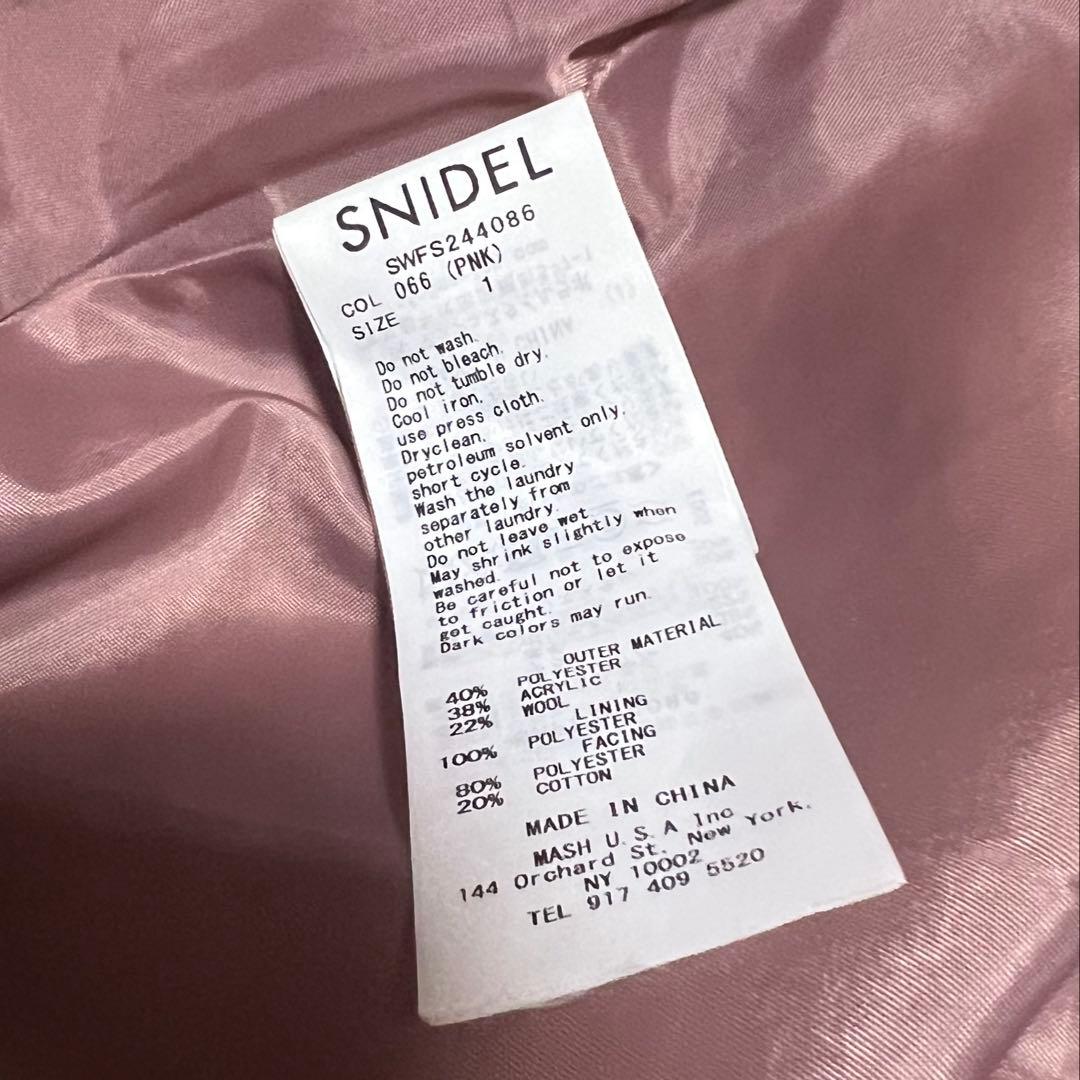 SNIDEL
SWFS244086
COL 066 (PNK)
SIZE 1
Do not wash.
Do not bleach.
Do not tumble dry.
Cool iron.
use press cloth.
Dryclean.
petroleum solvent only.
short cycle.
Wash the laundry
separately from
other laundry.
Do not leave wet
May shrink slightly when
washed.
Be careful not to expose
to friction or let it
get caught.
Dark colors may run.
OUTER MATERIAL
40% POLYESTER
38% ACRYLIC
22% WOOL
LINING
100% POLYESTER
FACING
80% POLYESTER
20% COTTON
MADE IN CHINA
MASH U.S.A Inc
144 Orchard St. New York.
NY 10002
TEL 917 409 5520